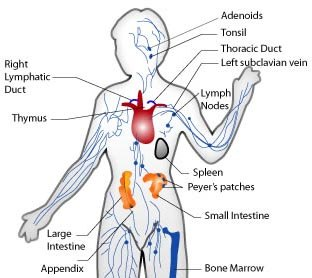 Adenoids
Tonsil
Thoracic Duct
Left subclavian vein
Right
Lymphatic
Duct
Lymph
Nodes
Thymus
Spleen
Peyer's patches
Small Intestine
Large
Intestine
Appendix
Bone Marrow